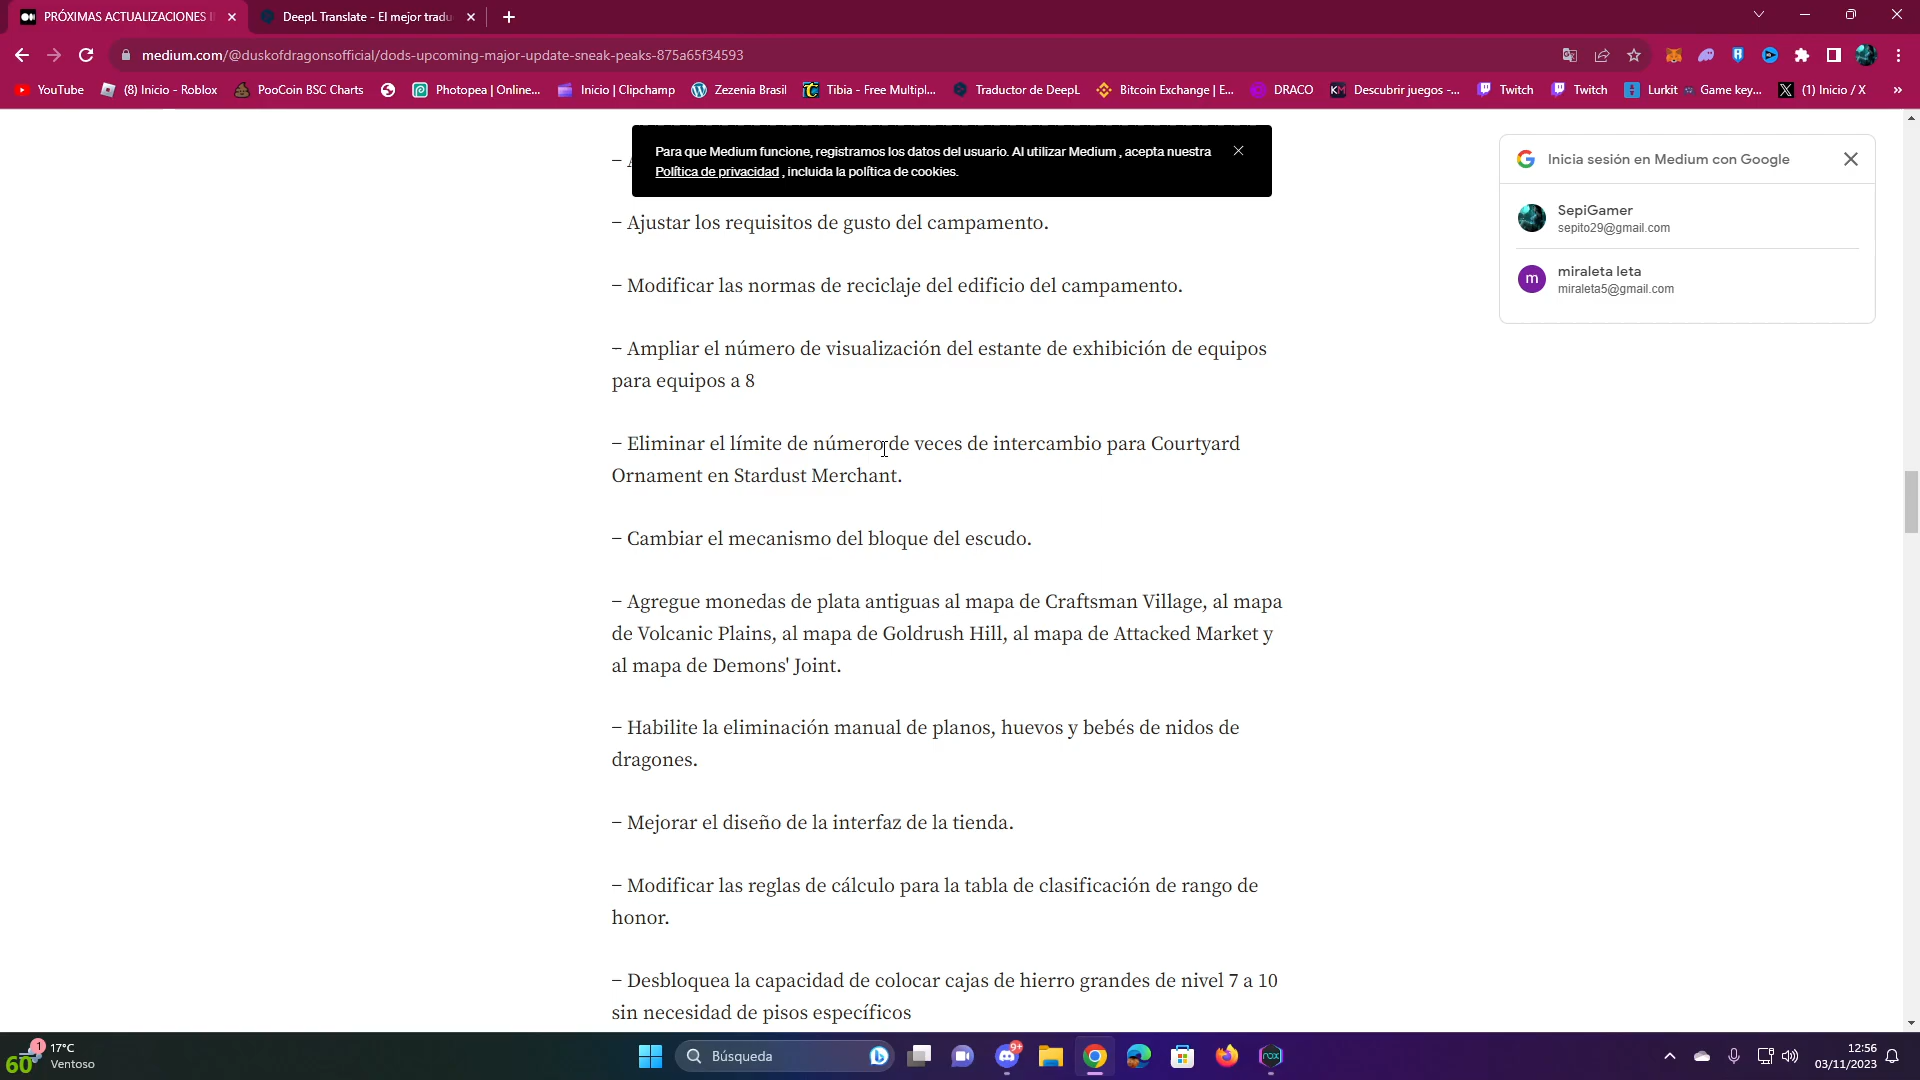 PRÓXIMAS ACTUALIZACIONES
DeepL Translate - El mejor tradu
medium.com/@duskofdragonsofficial/dods-upcoming-major-update-sneak-peaks-875a65f34593
YouTube
(8) Inicio - Roblox
PooCoin BSC Charts
Photopea | Online...
Inicio | Clipchamp
Zezenia Brasil
Tibia - Free Multipl...
Traductor de DeepL
Bitcoin Exchange | E...
DRACO
Descubrir juegos -...
Twitch
Twitch
Lurkit
Game key...
(1) Inicio / X
»
Para que Medium funcione, registramos los datos del usuario. Al utilizar Medium , acepta nuestra
Política de privacidad , incluida la política de cookies.
Inicia sesión en Medium con Google
SepiGamer
sepito29@gmail.com
m
miraleta leta
miraleta5@gmail.com
– Ajustar los requisitos de gusto del campamento.
– Modificar las normas de reciclaje del edificio del campamento.
– Ampliar el número de visualización del estante de exhibición de equipos
para equipos a 8
– Eliminar el límite de número de veces de intercambio para Courtyard
Ornament en Stardust Merchant.
– Cambiar el mecanismo del bloque del escudo.
– Agregue monedas de plata antiguas al mapa de Craftsman Village, al mapa
de Volcanic Plains, al mapa de Goldrush Hill, al mapa de Attacked Market y
al mapa de Demons' Joint.
– Habilite la eliminación manual de planos, huevos y bebés de nidos de
dragones.
– Mejorar el diseño de la interfaz de la tienda.
– Modificar las reglas de cálculo para la tabla de clasificación de rango de
honor.
– Desbloquea la capacidad de colocar cajas de hierro grandes de nivel 7 a 10
sin necesidad de pisos específicos
60
1
17°C
Ventoso
Búsqueda
9+
nox
12:56
03/11/2023